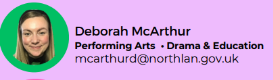 Deborah McArthur
Performing Arts • Drama & Education
mcarthurd@northlan.gov.uk